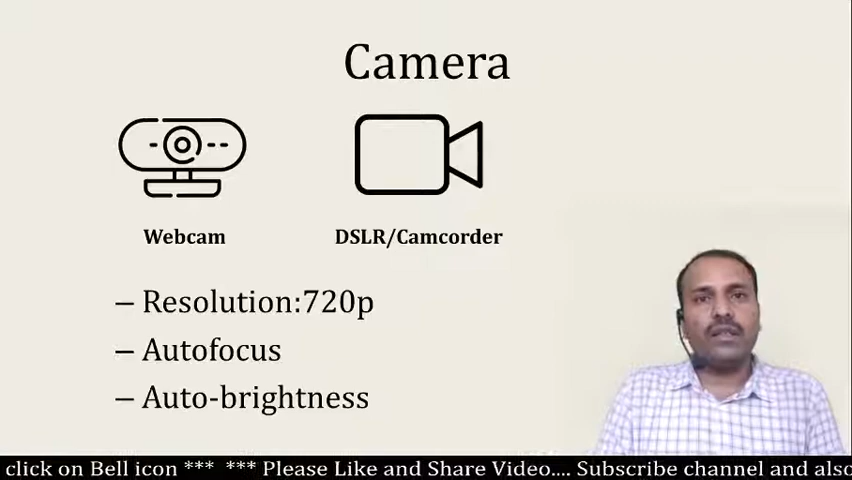 Camera
Webcam
DSLR/Camcorder
– Resolution:720p
– Autofocus
– Auto-brightness
click on Bell icon *** *** Please Like and Share Video.... Subscribe channel and also